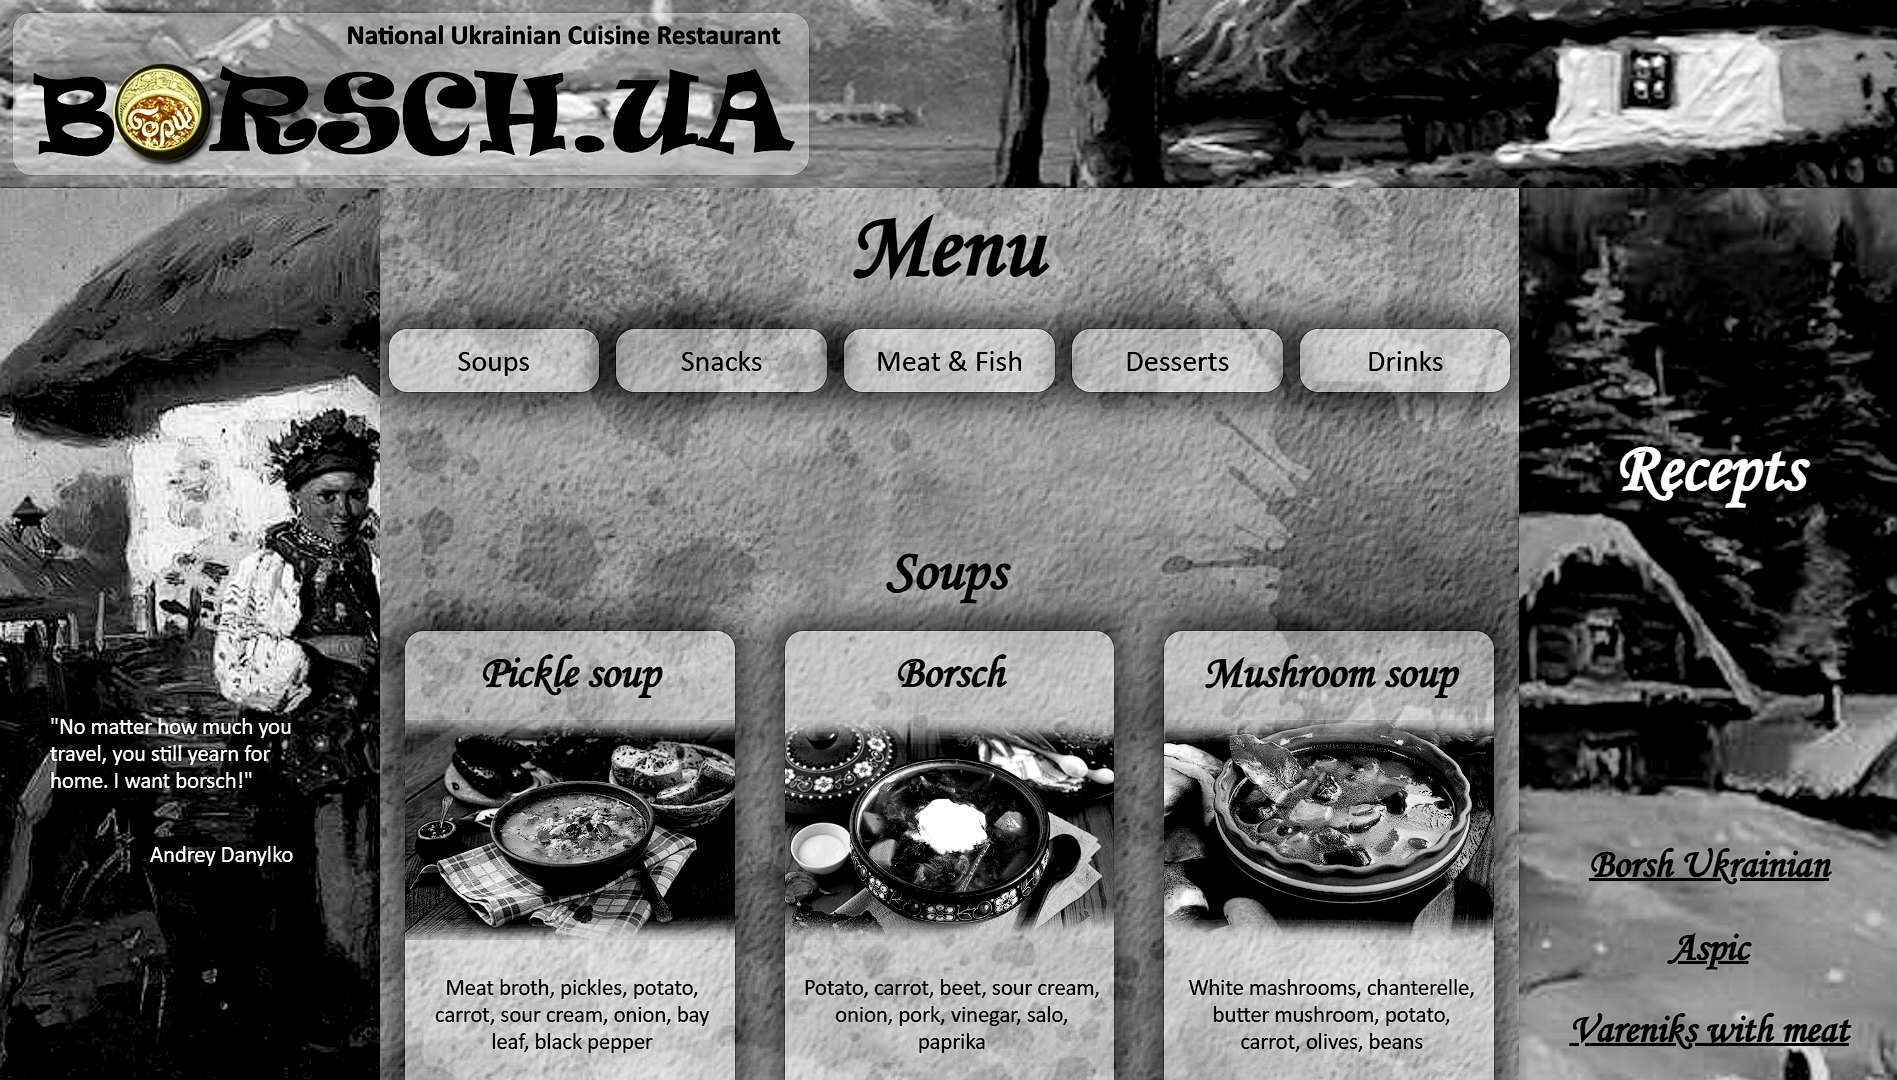 National Ukrainian Cuisine Restaurant
BORSCH.UA
борщ
Menu
Soups
Snacks
Meat & Fish
Desserts
Drinks
"No matter how much you
travel, you still yearn for
home. I want borsch!"
Andrey Danylko
Soups
Pickle soup
Meat broth, pickles, potato,
carrot, sour cream, onion, bay
leaf, black pepper
Borsch
Potato, carrot, beet, sour cream,
onion, pork, vinegar, salo,
paprika
Mushroom soup
White mashrooms, chanterelle,
butter mushroom, potato,
carrot, olives, beans
Recepts
Borsh Ukrainian
Aspic
Vareniks with meat